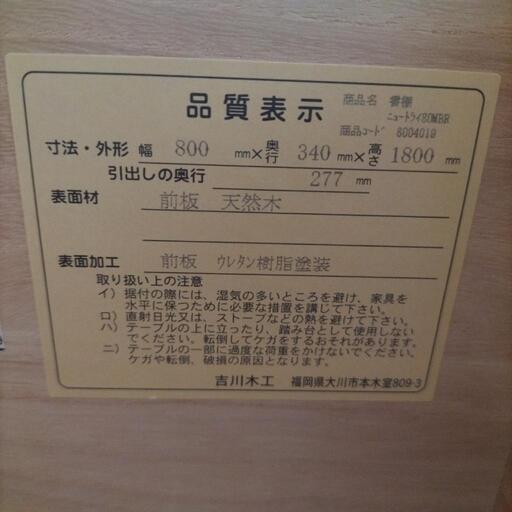 品質表示
商品名 書棚
ニュートライ80MBR
商品コード 8004019
寸法・外形 幅 800 mm×奥行 340 mm×高さ 1800 mm
引出しの奥行 277 mm
表面材 前板 天然木
表面加工 前板 ウレタン樹脂塗装
取り扱い上の注意
イ）据付の際には、湿気の多いところを避け、家具を
水平に保つために必要な措置を講じて下さい。
ロ）直射日光又は、ストーブなどの熱を避けて下さい。
ハ）テーブルの上に立ったり、踏み台として使用しない
でください。転倒してケガをするおそれがあります。
ニ）テーブルの一部に過度な荷重をかけないでください。
ケガや転倒、破損の原因となります。
吉川木工 福岡県大川市本木室809-3